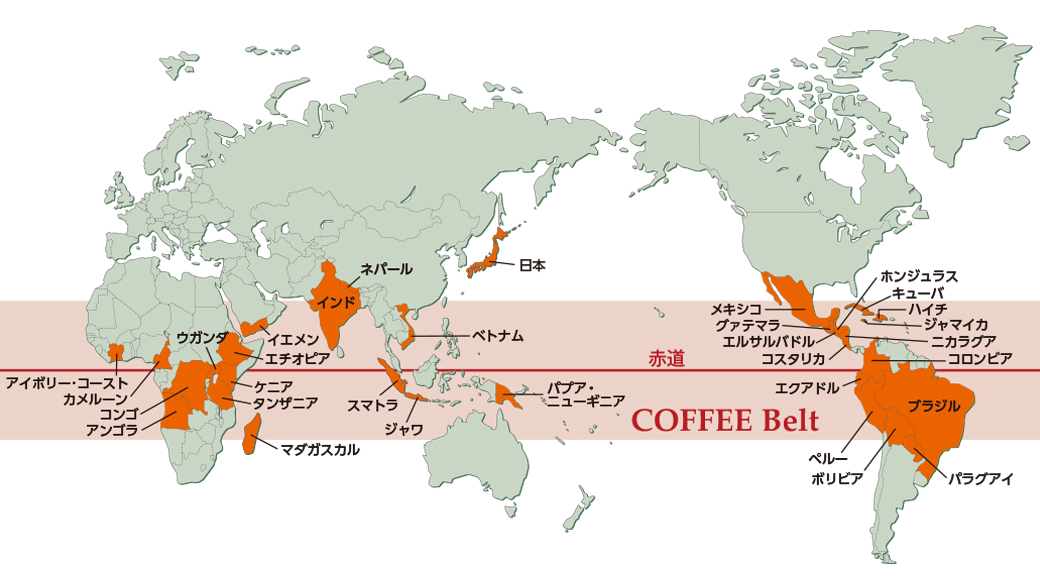 日本
ネパール
インド
ホンジュラス
キューバ
メキシコ
ハイチ
グァテマラ
ジャマイカ
ウガンダ
イエメン
ベトナム
エルサルバドル
ニカラグア
エチオピア
赤道
コスタリカ
コロンビア
アイボリー・コースト
ケニア
パプア・
ニューギニア
エクアドル
カメルーン
タンザニア
スマトラ
ブラジル
コンゴ
COFFEE Belt
アンゴラ
ジャワ
マダガスカル
ペルー
ボリビア
パラグアイ